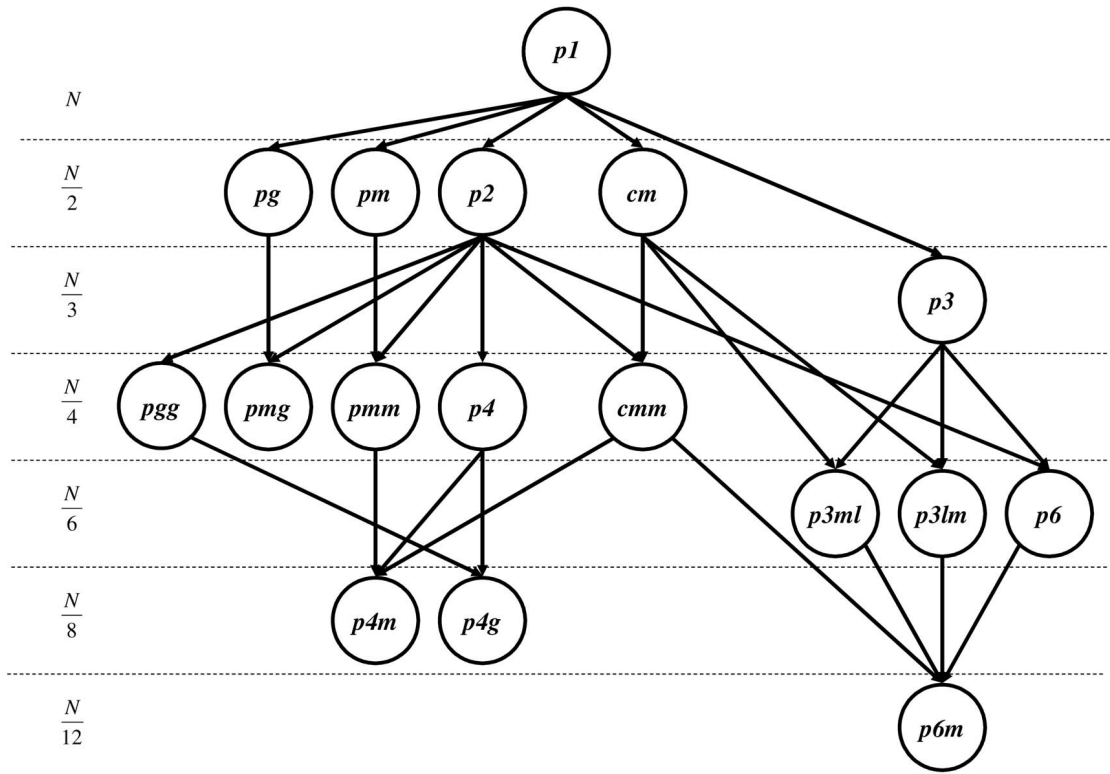 p1
N
N/2
pg pm p2 cm
N/3
p3
N/4
pgg pmg pmm p4 cmm
N/6
p3ml p3lm p6
N/8
p4m p4g
N/12
p6m